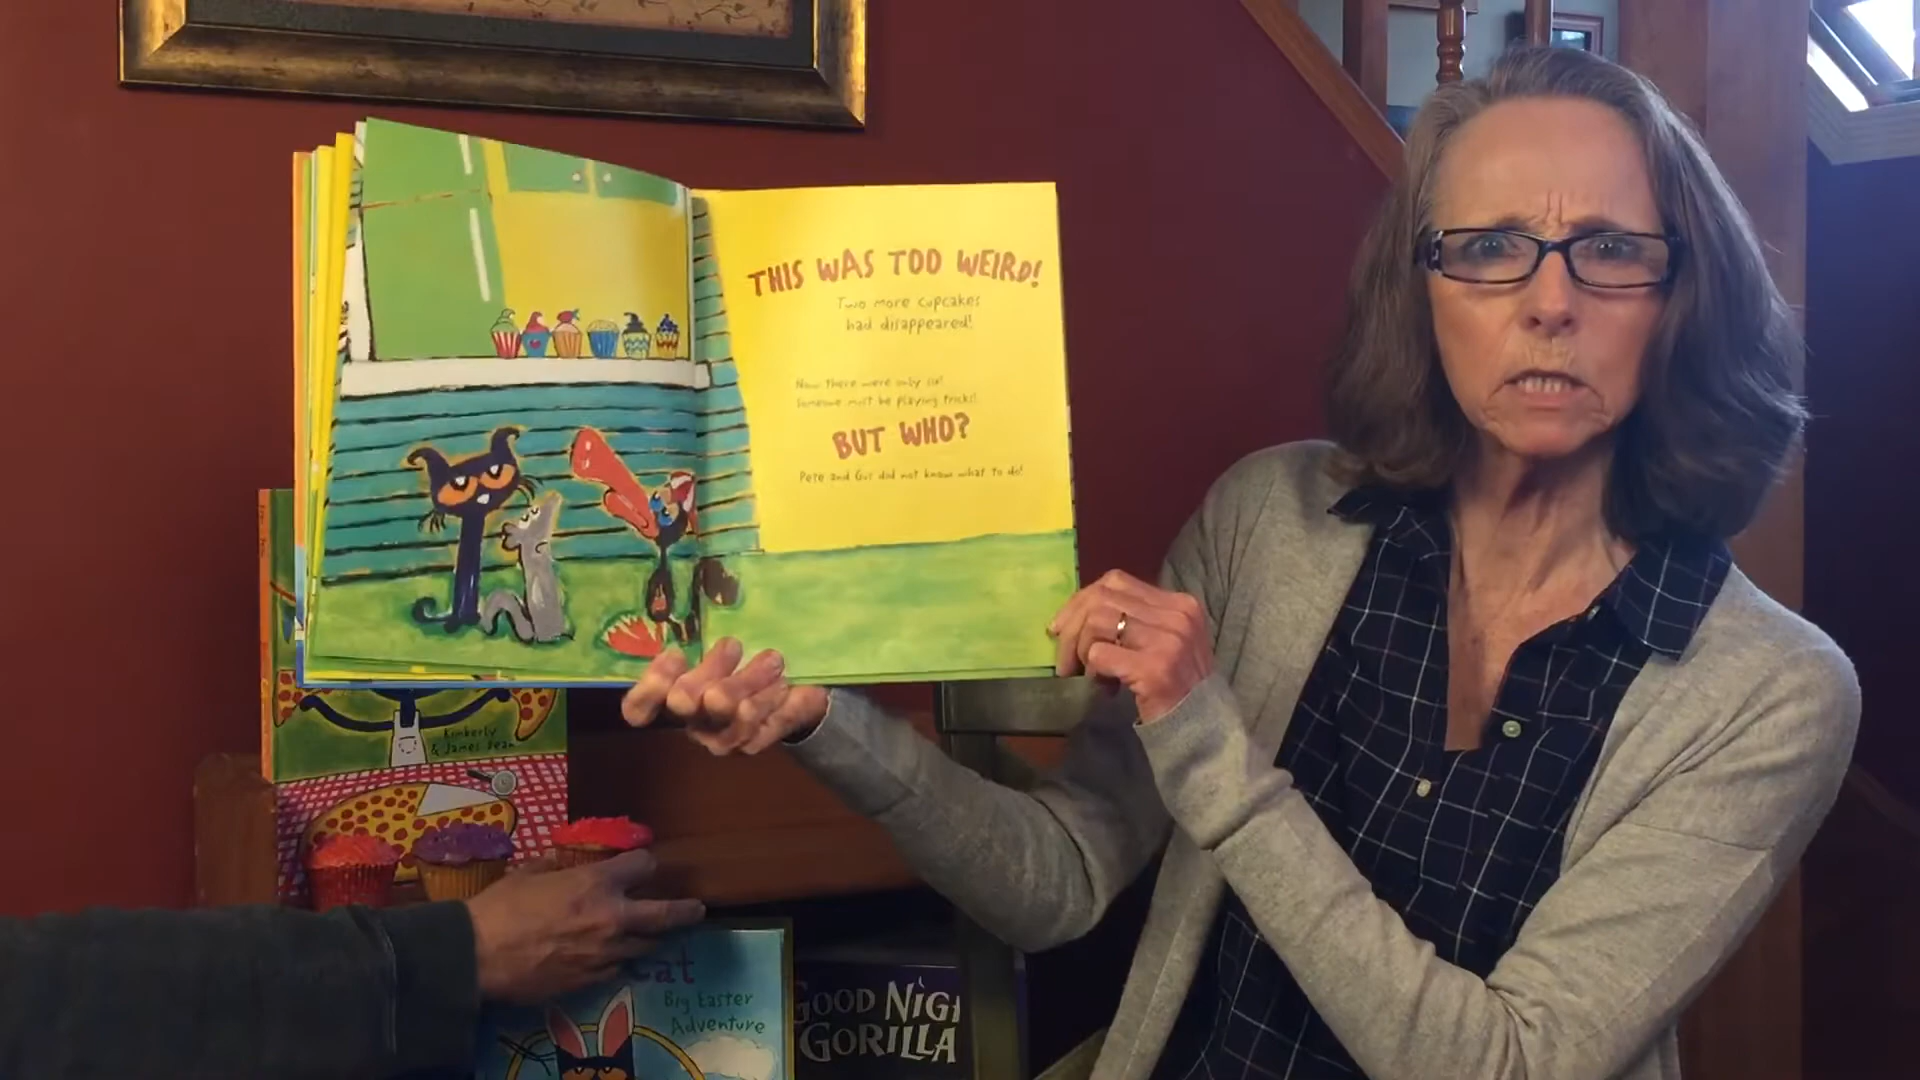 THIS WAS TOO WEIRD!
Two more cupcakes
had disappeared!
Now there were only six!
Someone must be playing tricks!
BUT WHO?
Pete and Gus did not know what to do!
Kimberly
& James Dean
Cat
Big Easter
Adventure
GOOD NIG
GORILLA